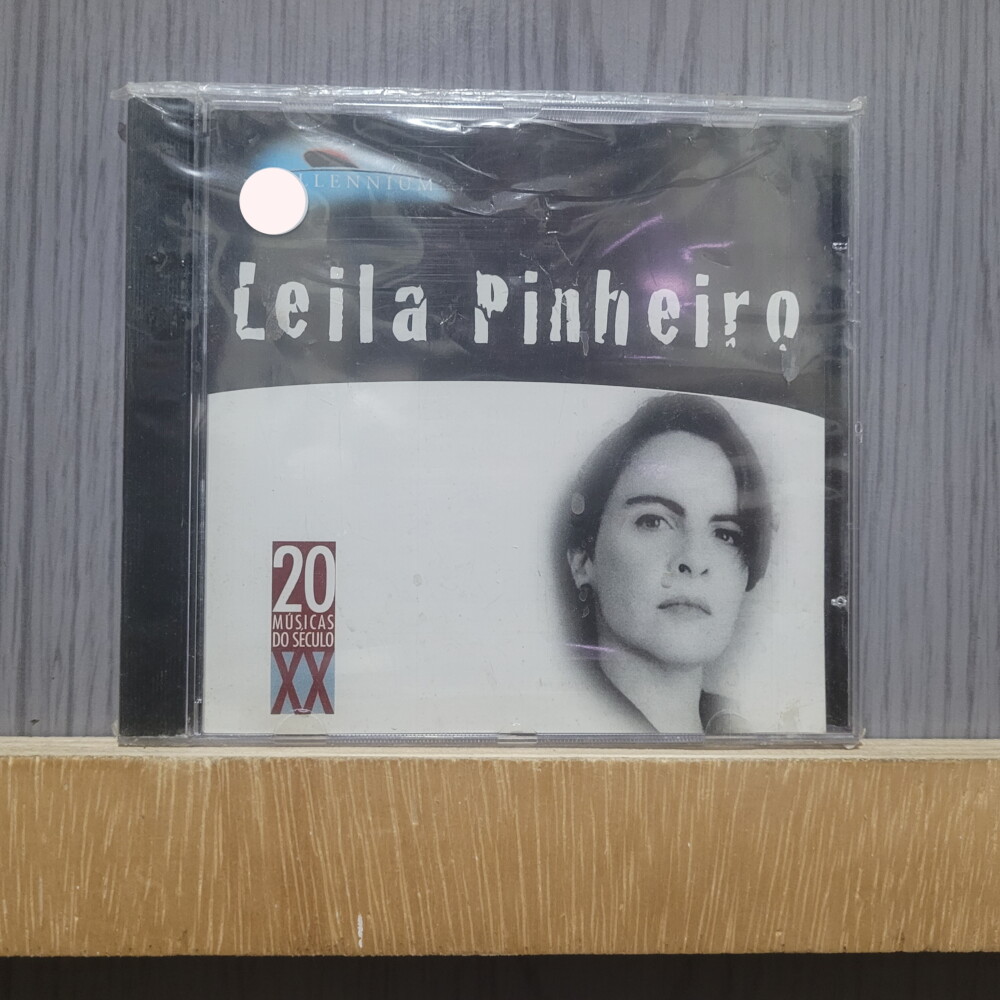 LLENNIUM
Leila Pinheiro
20
MÚSICAS
DO SÉCULO
XX